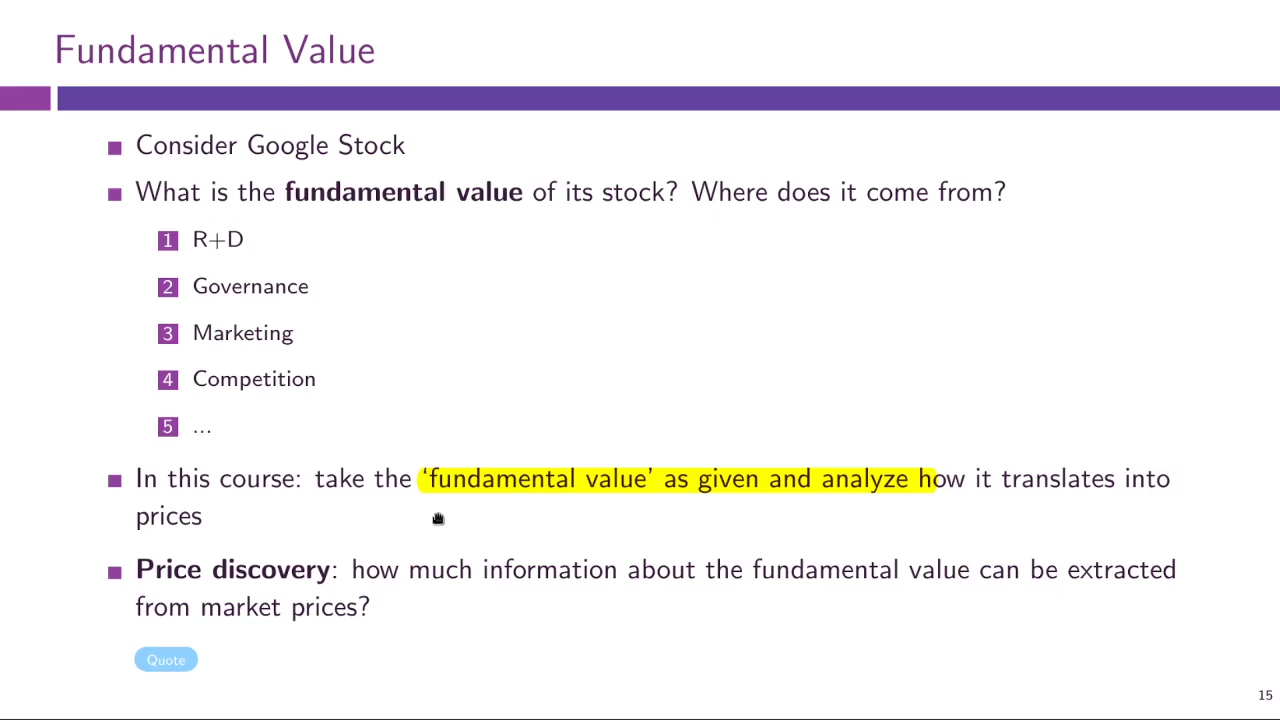 Fundamental Value
Consider Google Stock
What is the fundamental value of its stock? Where does it come from?
1 R+D
2 Governance
3 Marketing
4 Competition
5 ...
In this course: take the ‘fundamental value’ as given and analyze how it translates into
prices
Price discovery: how much information about the fundamental value can be extracted
from market prices?
Quote
15